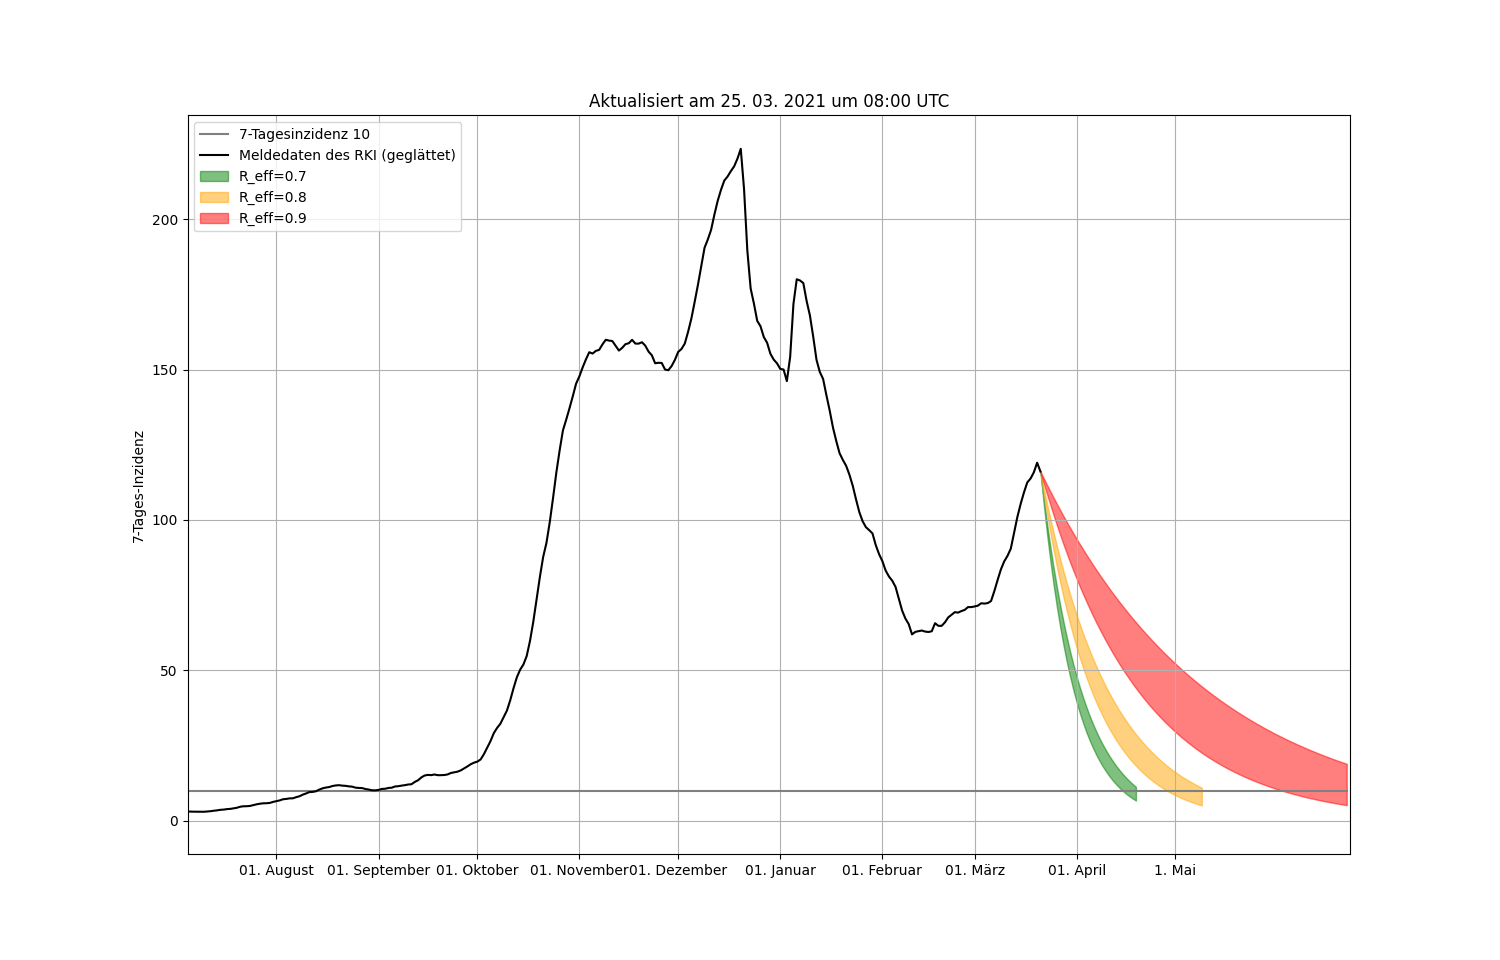 Aktualisiert am 25. 03. 2021 um 08:00 UTC
7-Tagesinzidenz 10
Meldedaten des RKI (geglättet)
R_eff=0.7
R_eff=0.8
R_eff=0.9
7-Tages-Inzidenz
200
150
100
50
0
01. August 01. September 01. Oktober 01. November 01. Dezember 01. Januar 01. Februar 01. März 01. April 1. Mai